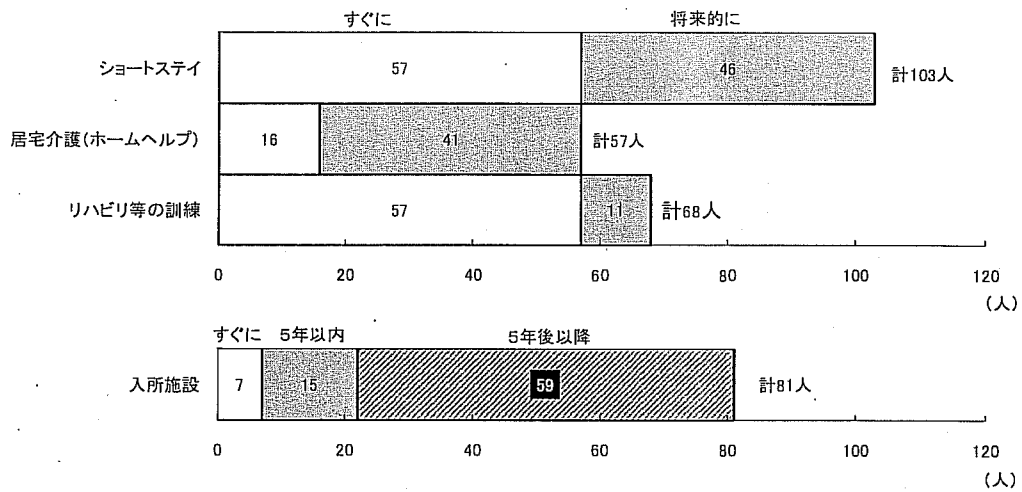 すぐに 将来的に
ショートステイ 57 46 計103人
居宅介護(ホームヘルプ) 16 41 計57人
リハビリ等の訓練 57 11 計68人
0 20 40 60 80 100 120
(人)
すぐに 5年以内 5年後以降
入所施設 7 15 59 計81人
0 20 40 60 80 100 120
(人)